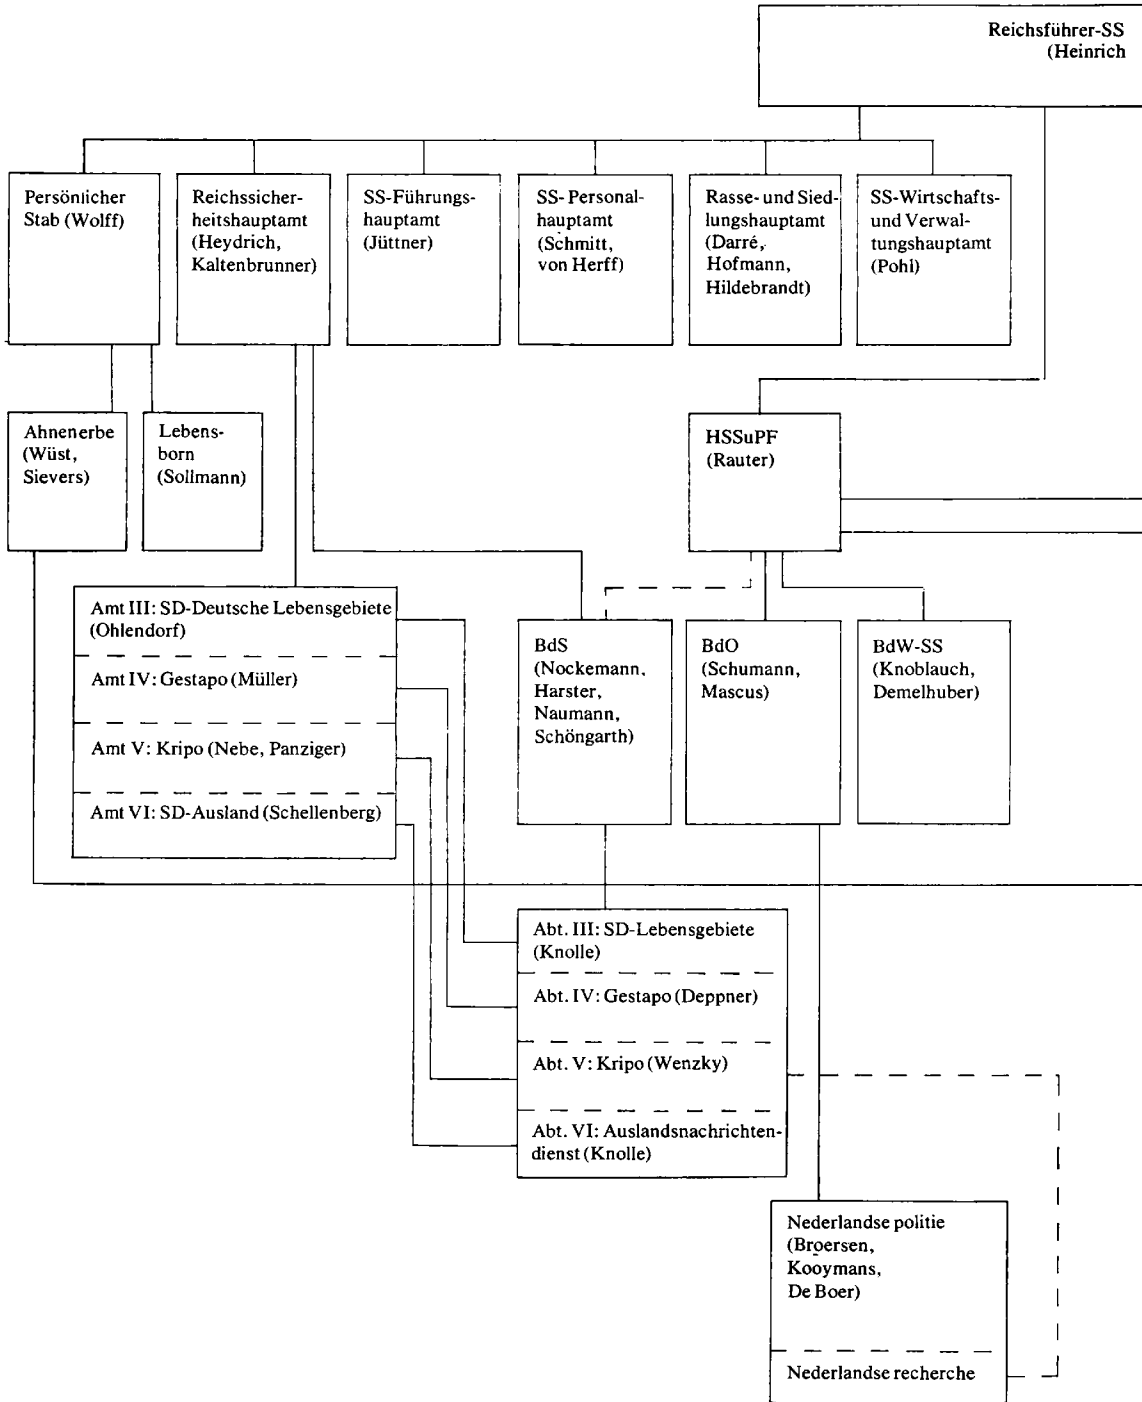 Reichsführer-SS
(Heinrich
Persönlicher
Stab (Wolff)
Reichssicher-
heitshauptamt
(Heydrich,
Kaltenbrunner)
SS-Führungs-
hauptamt
(Jüttner)
SS-Personal-
hauptamt
(Schmitt,
von Herff)
Rasse- und Sied-
lungshauptamt
(Darré,
Hofmann,
Hildebrandt)
SS-Wirtschafts-
und Verwal-
tungshauptamt
(Pohl)
Ahnenerbe
(Wüst,
Sievers)
Lebens-
born
(Sollmann)
HSSuPF
(Rauter)
Amt III: SD-Deutsche Lebensgebiete
(Ohlendorf)
Amt IV: Gestapo (Müller)
Amt V: Kripo (Nebe, Panziger)
Amt VI: SD-Ausland (Schellenberg)
BdS
(Nockemann,
Harster,
Naumann,
Schöngarth)
BdO
(Schumann,
Mascus)
BdW-SS
(Knoblauch,
Demelhuber)
Abt. III: SD-Lebensgebiete
(Knolle)
Abt. IV: Gestapo (Deppner)
Abt. V: Kripo (Wenzky)
Abt. VI: Auslandsnachrichten-
dienst (Knolle)
Nederlandse politie
(Broersen,
Kooymans,
De Boer)
Nederlandse recherche